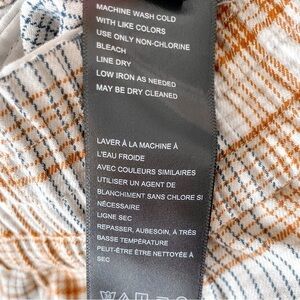 MACHINE WASH COLD
WITH LIKE COLORS
USE ONLY NON-CHLORINE
BLEACH
LINE DRY
LOW IRON AS NEEDED
MAY BE DRY CLEANED
LAVER À LA MACHINE À
L'EAU FROIDE
AVEC COULEURS SIMILAIRES
UTILISER UN AGENT DE
BLANCHIMENT SANS CHLORE SI
NÉCESSAIRE
LIGNE SEC
REPASSER, AUBESOIN, À TRÉS
BASSE TEMPÉRATURE
PEUT-ÊTRE ÊTRE NETTOYÉE À
SEC